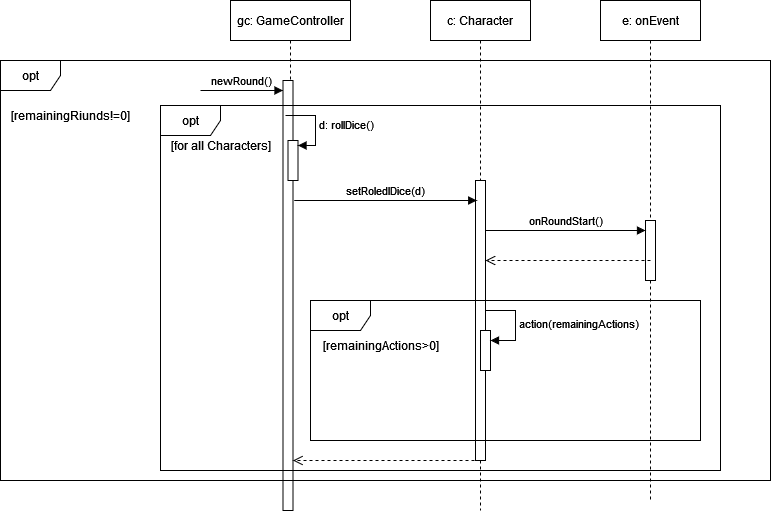 gc: GameController
c: Character
e: onEvent
opt
newRound()
[remainingRiunds!=0]
opt
d: rollDice()
[for all Characters]
setRoledlDice(d)
onRoundStart()
opt
action(remainingActions)
[remainingActions>0]